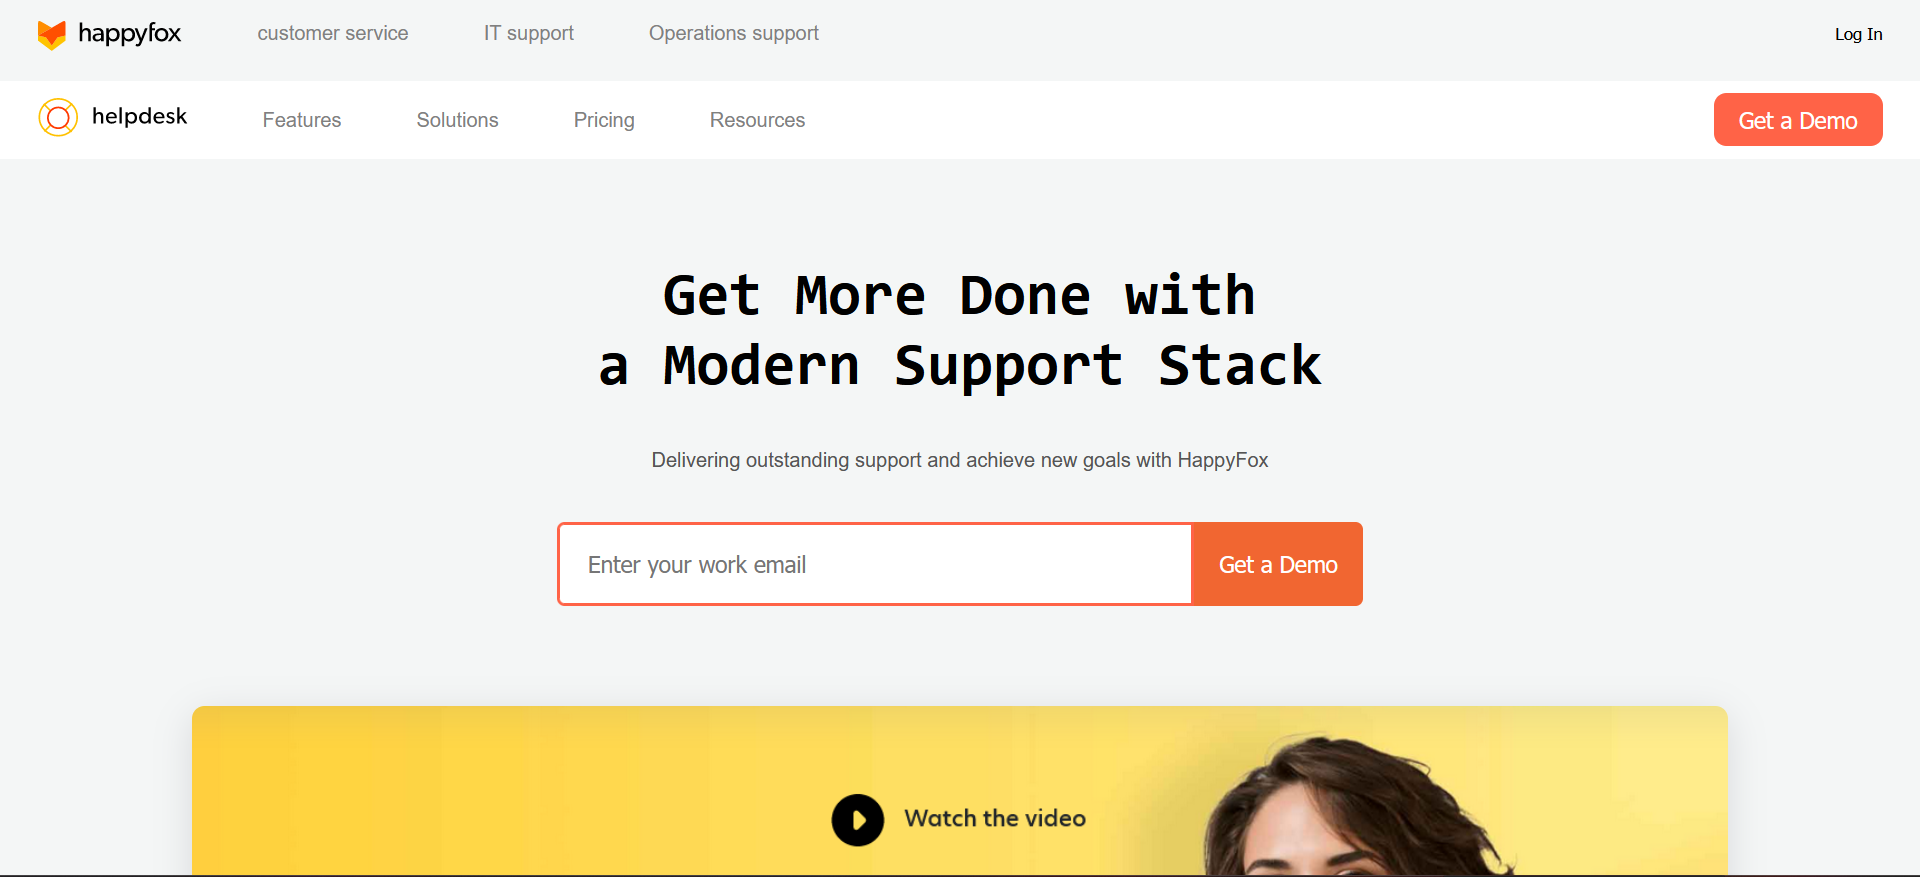 happyfox customer service IT support Operations support Log In
helpdesk Features Solutions Pricing Resources Get a Demo
Get More Done with
a Modern Support Stack
Delivering outstanding support and achieve new goals with HappyFox
Enter your work email Get a Demo
Watch the video